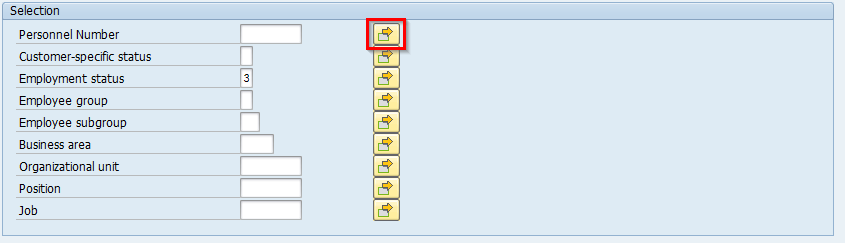 Selection
Personnel Number
Customer-specific status
Employment status 3
Employee group
Employee subgroup
Business area
Organizational unit
Position
Job